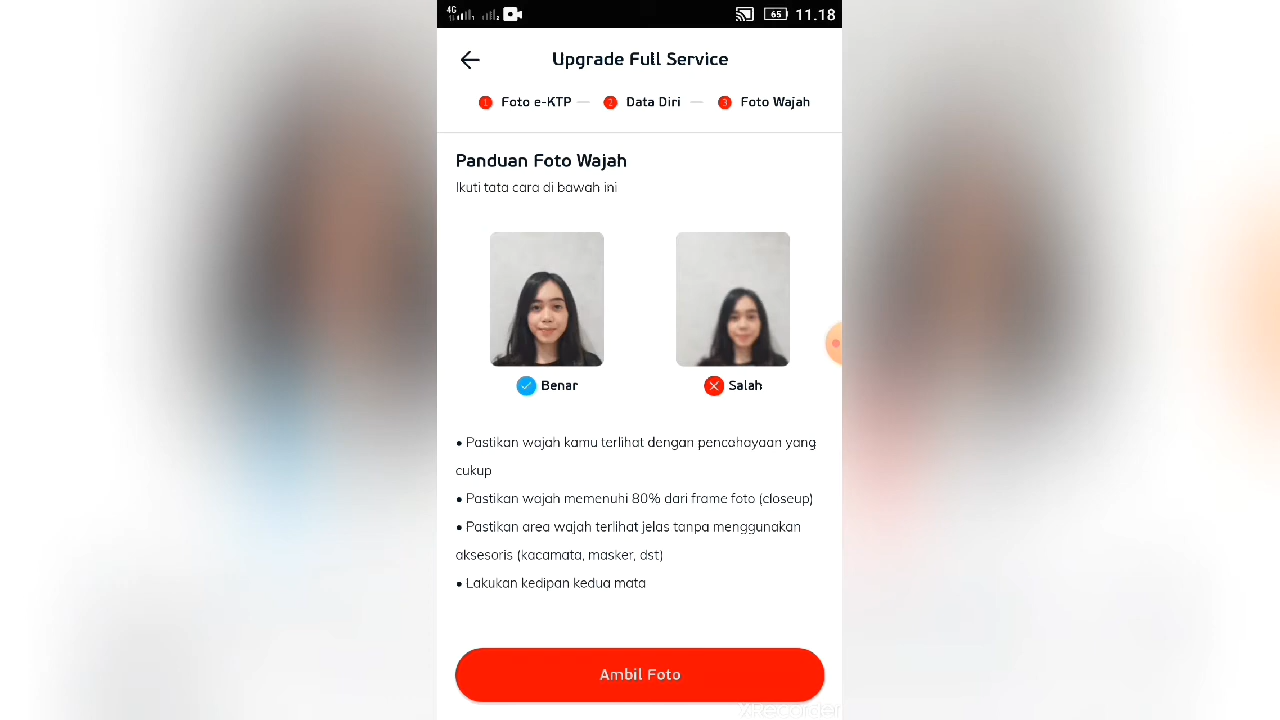 4G 65 11.18
Upgrade Full Service
1 Foto e-KTP — 2 Data Diri — 3 Foto Wajah
Panduan Foto Wajah
Ikuti tata cara di bawah ini
Benar Salah
• Pastikan wajah kamu terlihat dengan pencahayaan yang
cukup
• Pastikan wajah memenuhi 80% dari frame foto (closeup)
• Pastikan area wajah terlihat jelas tanpa menggunakan
aksesoris (kacamata, masker, dst)
• Lakukan kedipan kedua mata
Ambil Foto
XRecorder